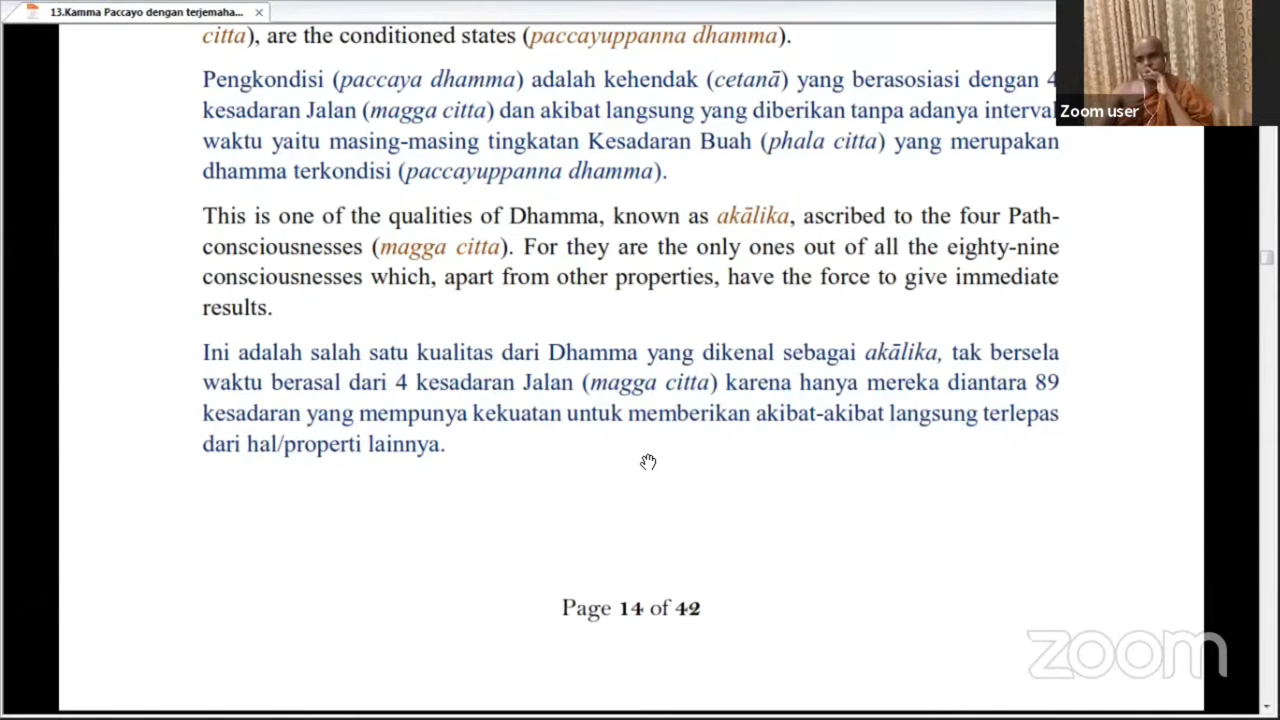 13.Kamma Paccayo dengan terjemaha... ×
citta), are the conditioned states (paccayuppanna dhamma).
Zoom user
Pengkondisi (paccaya dhamma) adalah kehendak (cetanā) yang berasosiasi dengan 4
kesadaran Jalan (magga citta) dan akibat langsung yang diberikan tanpa adanya interval
waktu yaitu masing-masing tingkatan Kesadaran Buah (phala citta) yang merupakan
dhamma terkondisi (paccayuppanna dhamma).
This is one of the qualities of Dhamma, known as akālika, ascribed to the four Path-
consciousnesses (magga citta). For they are the only ones out of all the eighty-nine
consciousnesses which, apart from other properties, have the force to give immediate
results.
Ini adalah salah satu kualitas dari Dhamma yang dikenal sebagai akālika, tak bersela
waktu berasal dari 4 kesadaran Jalan (magga citta) karena hanya mereka diantara 89
kesadaran yang mempunya kekuatan untuk memberikan akibat-akibat langsung terlepas
dari hal/properti lainnya.
Page 14 of 42
zoom